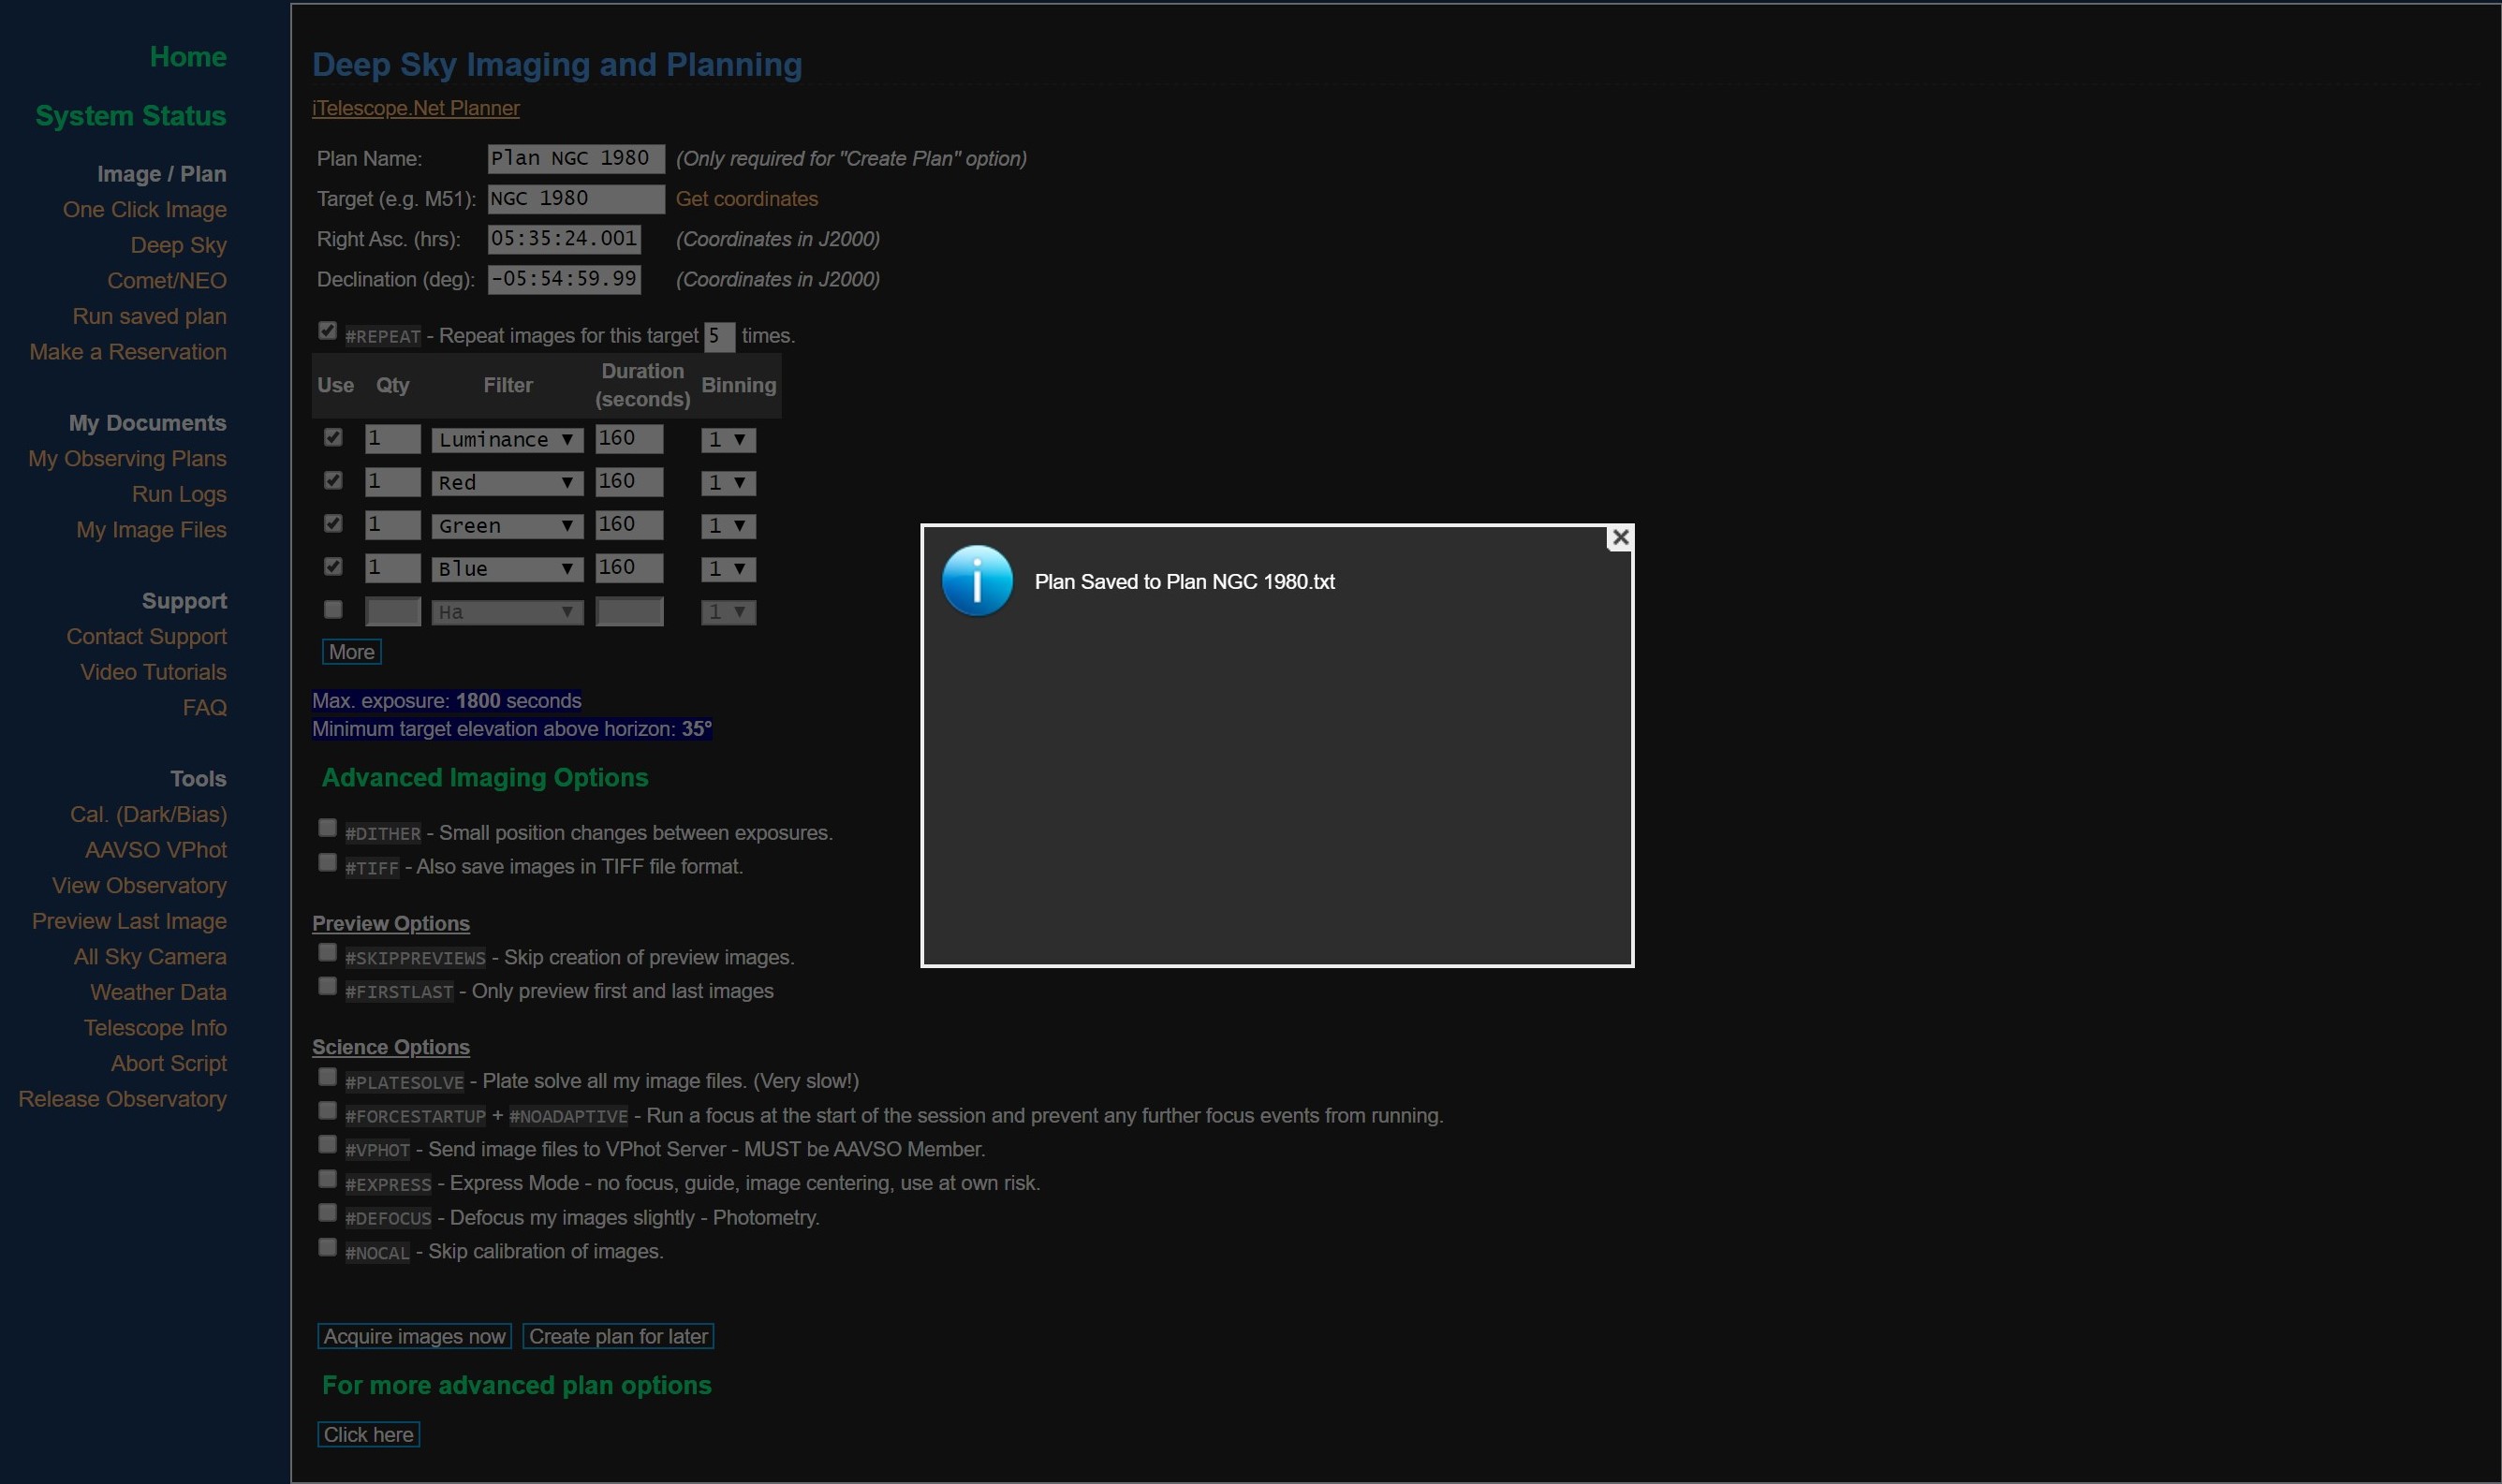 Home
System Status
Image / Plan
One Click Image
Deep Sky
Comet/NEO
Run saved plan
Make a Reservation
My Documents
My Observing Plans
Run Logs
My Image Files
Support
Contact Support
Video Tutorials
FAQ
Tools
Cal. (Dark/Bias)
AAVSO VPhot
View Observatory
Preview Last Image
All Sky Camera
Weather Data
Telescope Info
Abort Script
Release Observatory
Deep Sky Imaging and Planning
iTelescope.Net Planner
Plan Name: Plan NGC 1980 (Only required for "Create Plan" option)
Target (e.g. M51): NGC 1980 Get coordinates
Right Asc. (hrs): 05:35:24.001 (Coordinates in J2000)
Declination (deg): -05:54:59.99 (Coordinates in J2000)
#REPEAT - Repeat images for this target 5 times.
Use Qty Filter Duration (seconds) Binning
1 Luminance 160 1
1 Red 160 1
1 Green 160 1
1 Blue 160 1
Ha 1
More
Max. exposure: 1800 seconds
Minimum target elevation above horizon: 35°
Advanced Imaging Options
#DITHER - Small position changes between exposures.
#TIFF - Also save images in TIFF file format.
Preview Options
#SKIPPREVIEWS - Skip creation of preview images.
#FIRSTLAST - Only preview first and last images
Science Options
#PLATESOLVE - Plate solve all my image files. (Very slow!)
#FORCESTARTUP + #NOADAPTIVE - Run a focus at the start of the session and prevent any further focus events from running.
#VPHOT - Send image files to VPhot Server - MUST be AAVSO Member.
#EXPRESS - Express Mode - no focus, guide, image centering, use at own risk.
#DEFOCUS - Defocus my images slightly - Photometry.
#NOCAL - Skip calibration of images.
Acquire images now Create plan for later
For more advanced plan options
Click here
Plan Saved to Plan NGC 1980.txt